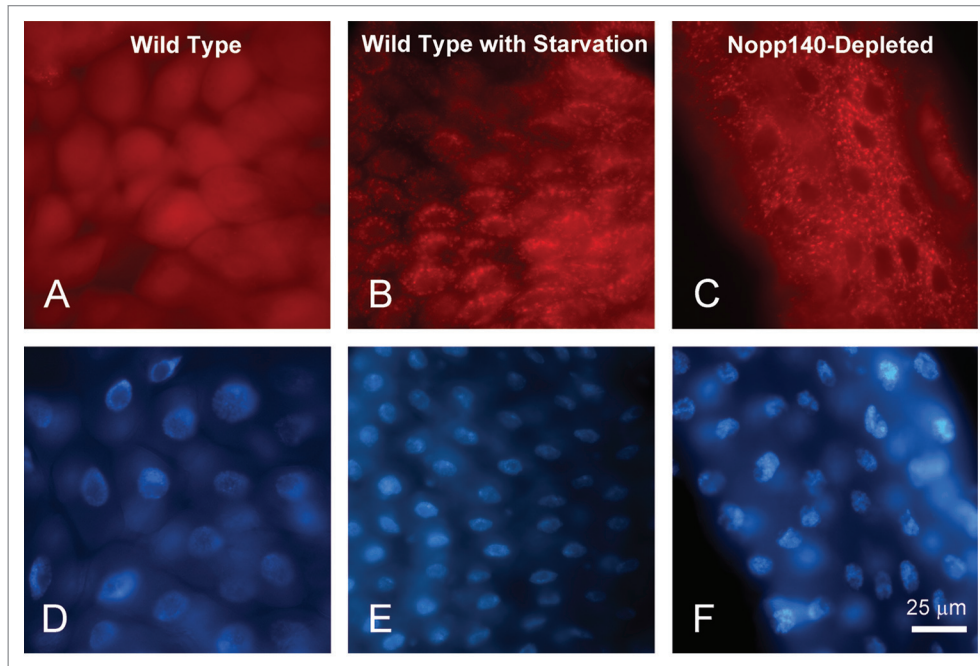 Wild Type
Wild Type with Starvation
Nopp140-Depleted
A
B
C
D
E
F
25 μm